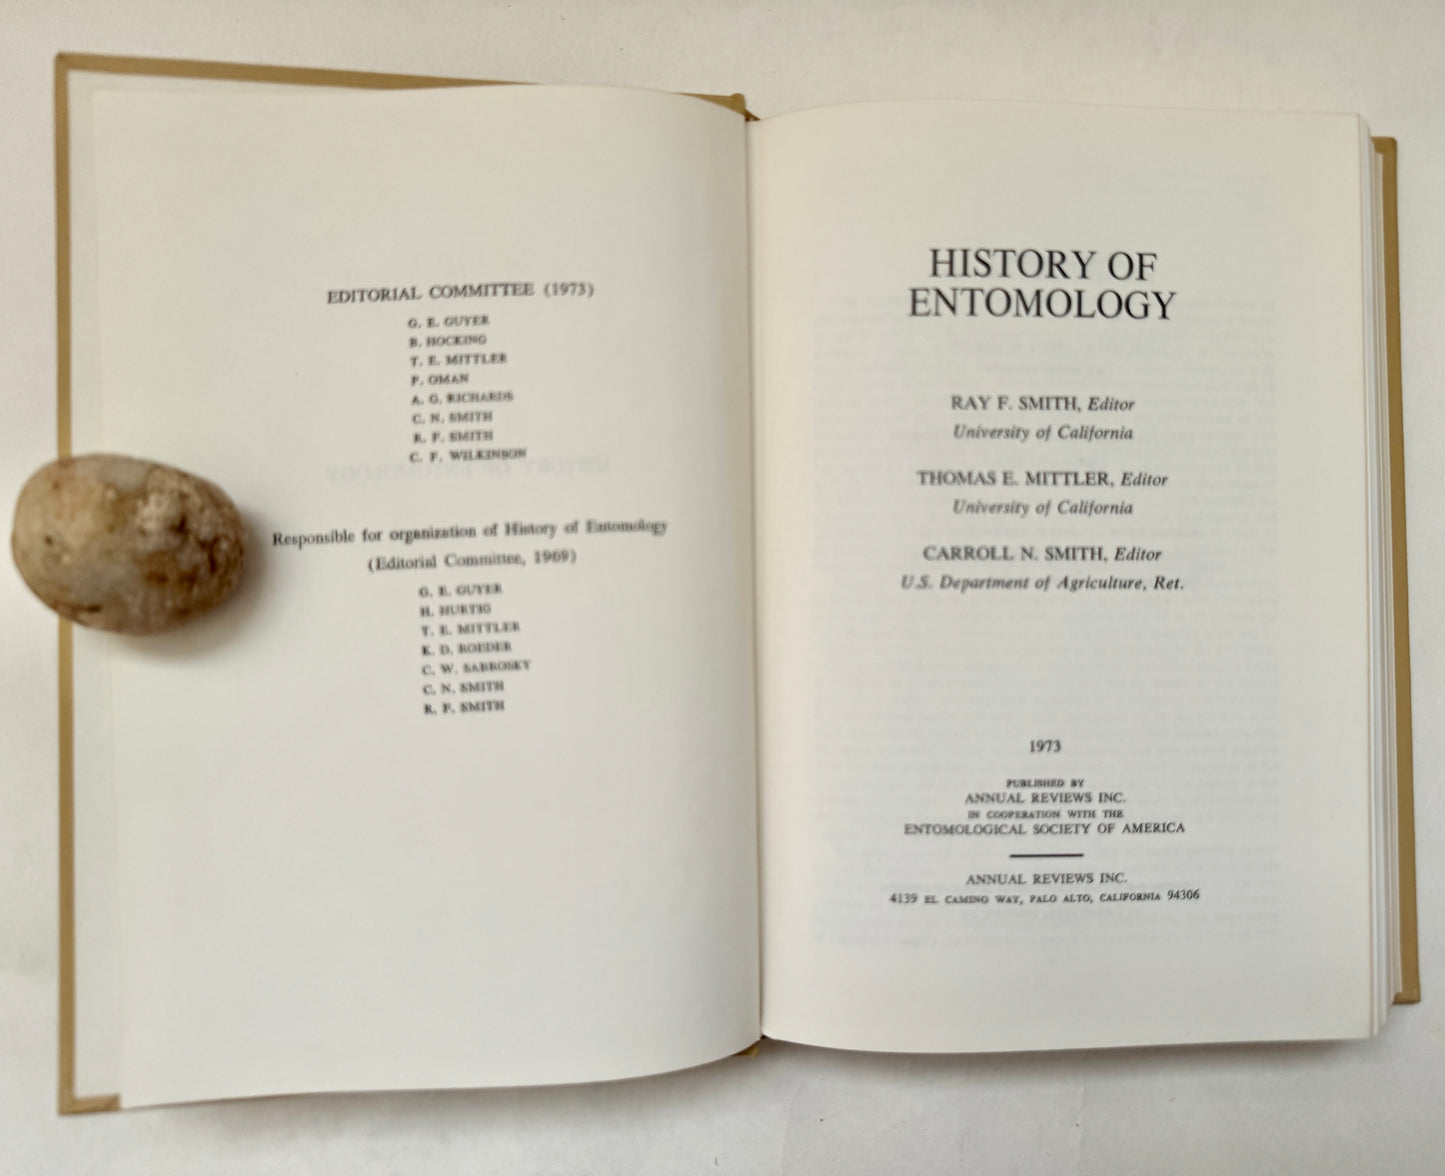 EDITORIAL COMMITTEE (1973)
G. E. GUYER
B. HOCKING
T. E. MITTLER
P. OMAN
A. G. RICHARDS
C. N. SMITH
R. F. SMITH
C. F. WILKINSON
Responsible for organization of History of Entomology
(Editorial Committee, 1969)
G. E. GUYER
H. HURTIG
T. E. MITTLER
K. D. ROEDER
C. W. SABROSKY
C. N. SMITH
R. F. SMITH
HISTORY OF
ENTOMOLOGY
RAY F. SMITH, Editor
University of California
THOMAS E. MITTLER, Editor
University of California
CARROLL N. SMITH, Editor
U.S. Department of Agriculture, Ret.
1973
PUBLISHED BY
ANNUAL REVIEWS INC.
IN COOPERATION WITH THE
ENTOMOLOGICAL SOCIETY OF AMERICA
ANNUAL REVIEWS INC.
4139 EL CAMINO WAY, PALO ALTO, CALIFORNIA 94306